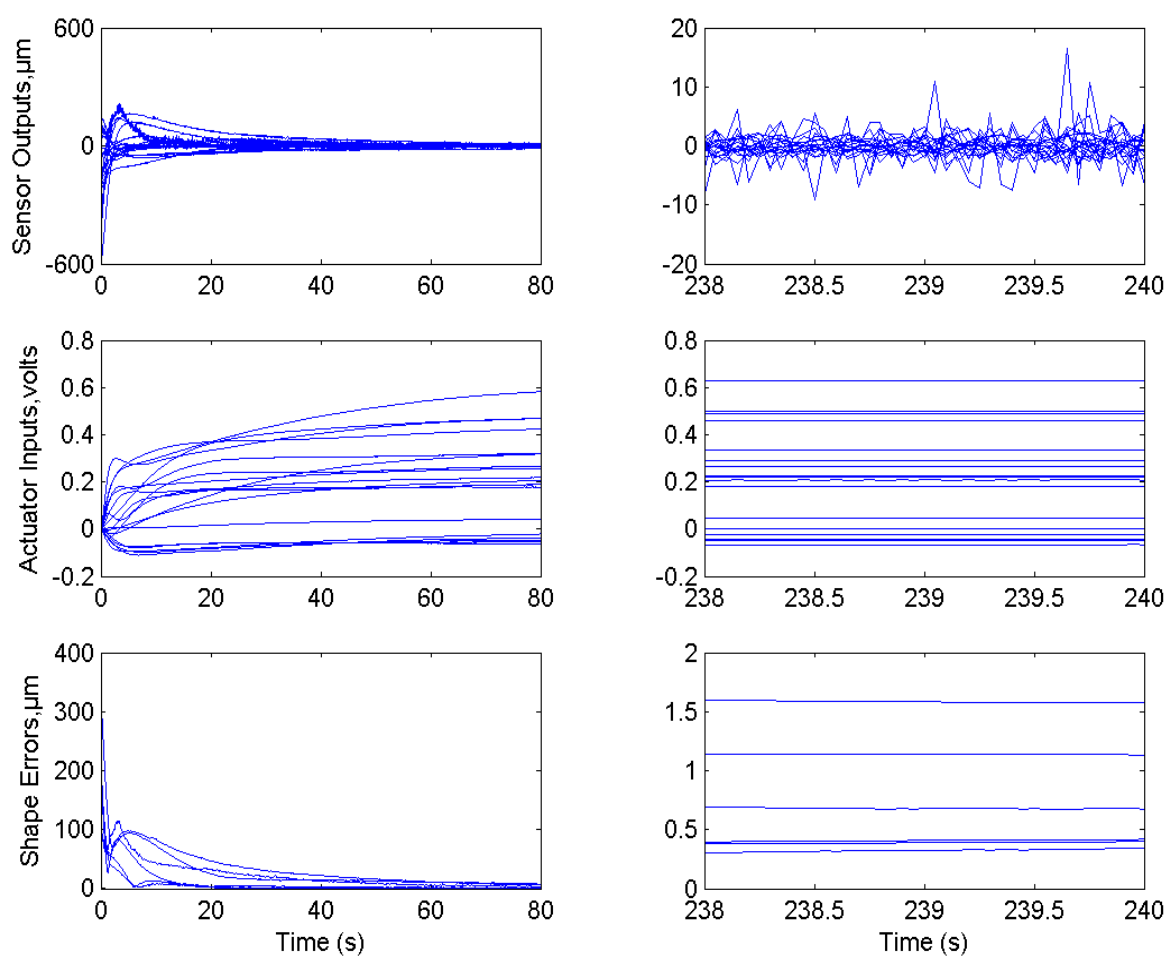 Sensor Outputs,µm
600
0
-600
0 20 40 60 80
20
10
0
-10
-20
238 238.5 239 239.5 240
Actuator Inputs,volts
0.8
0.6
0.4
0.2
0
-0.2
0 20 40 60 80
0.8
0.6
0.4
0.2
0
-0.2
238 238.5 239 239.5 240
Shape Errors,µm
400
300
200
100
0
0 20 40 60 80
Time (s)
2
1.5
1
0.5
0
238 238.5 239 239.5 240
Time (s)